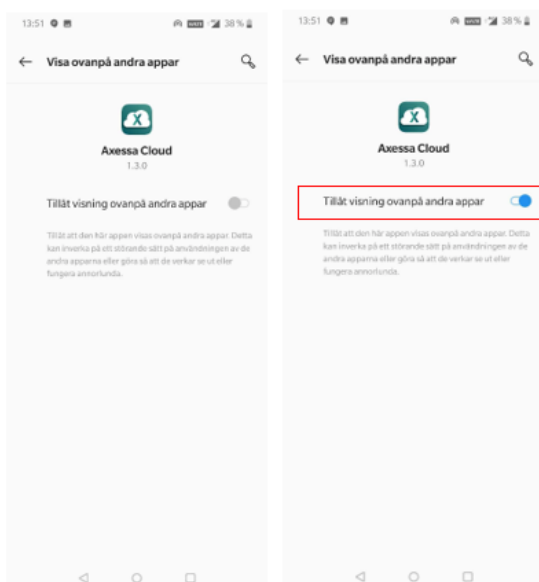 13:51 38 %
Visa ovanpå andra appar
Axessa Cloud
1.3.0
Tillåt visning ovanpå andra appar
Tillåt att den här appen visas ovanpå andra appar. Detta
kan inverka på ett störande sätt på användningen av de
andra apparna eller göra så att de verkar se ut eller
fungera annorlunda.
13:51 38 %
Visa ovanpå andra appar
Axessa Cloud
1.3.0
Tillåt visning ovanpå andra appar
Tillåt att den här appen visas ovanpå andra appar. Detta
kan inverka på ett störande sätt på användningen av de
andra apparna eller göra så att de verkar se ut eller
fungera annorlunda.